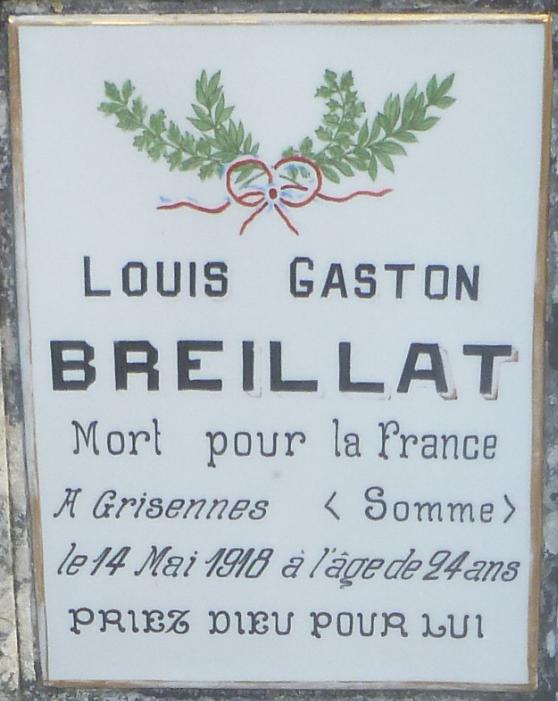 LOUIS GASTON
BREILLAT
Mort pour la France
A Grisennes < Somme >
le 14 Mai 1918 à l'âge de 24 ans
PRIEZ DIEU POUR LUI